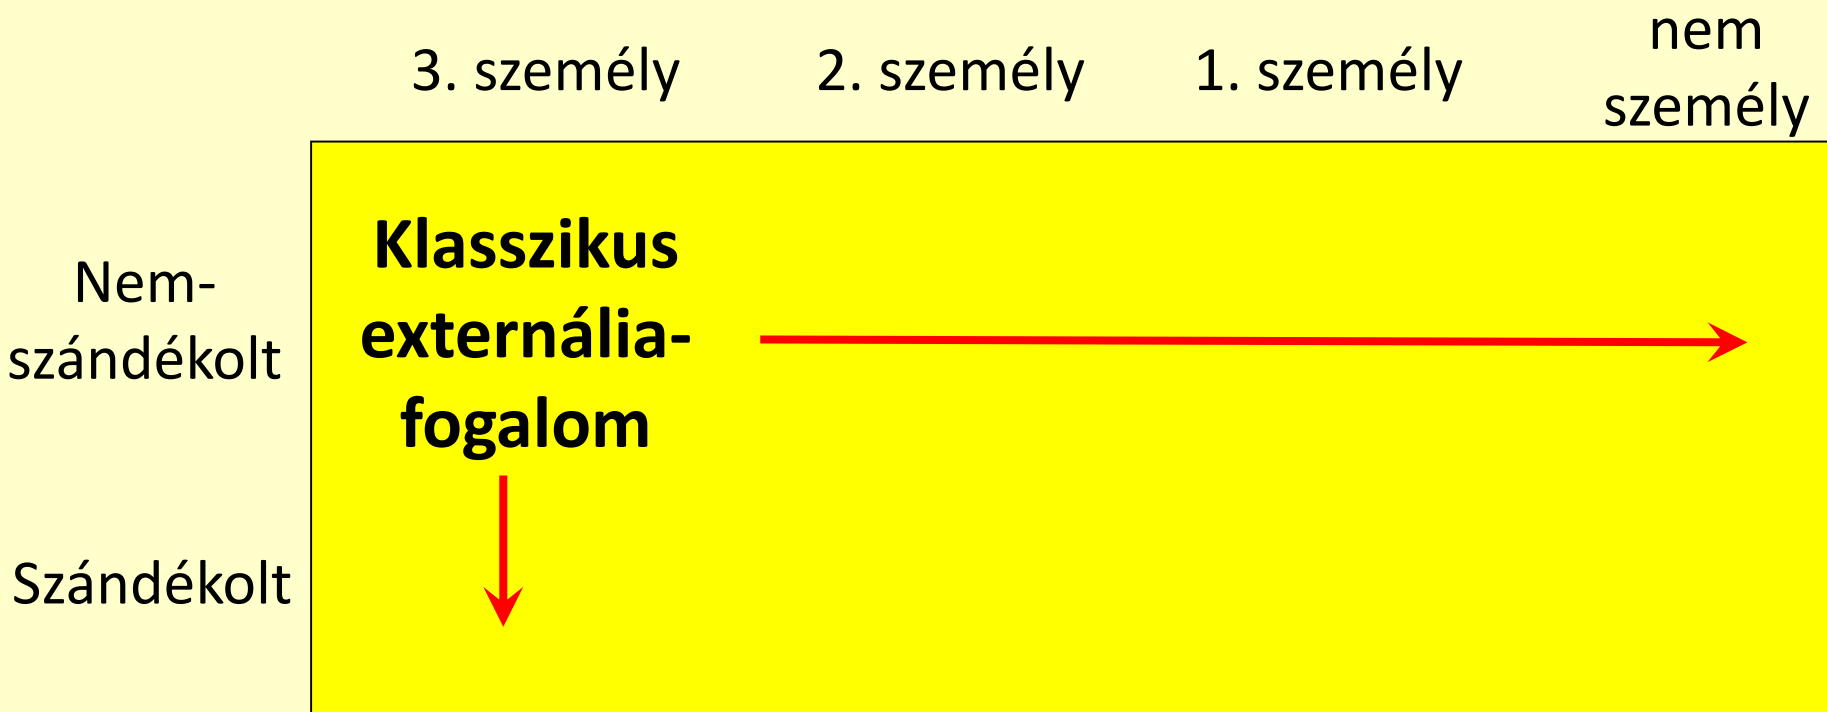 3. személy
2. személy
1. személy
nem
személy
Klasszikus
externália-
fogalom
Nem-
szándékolt
Szándékolt